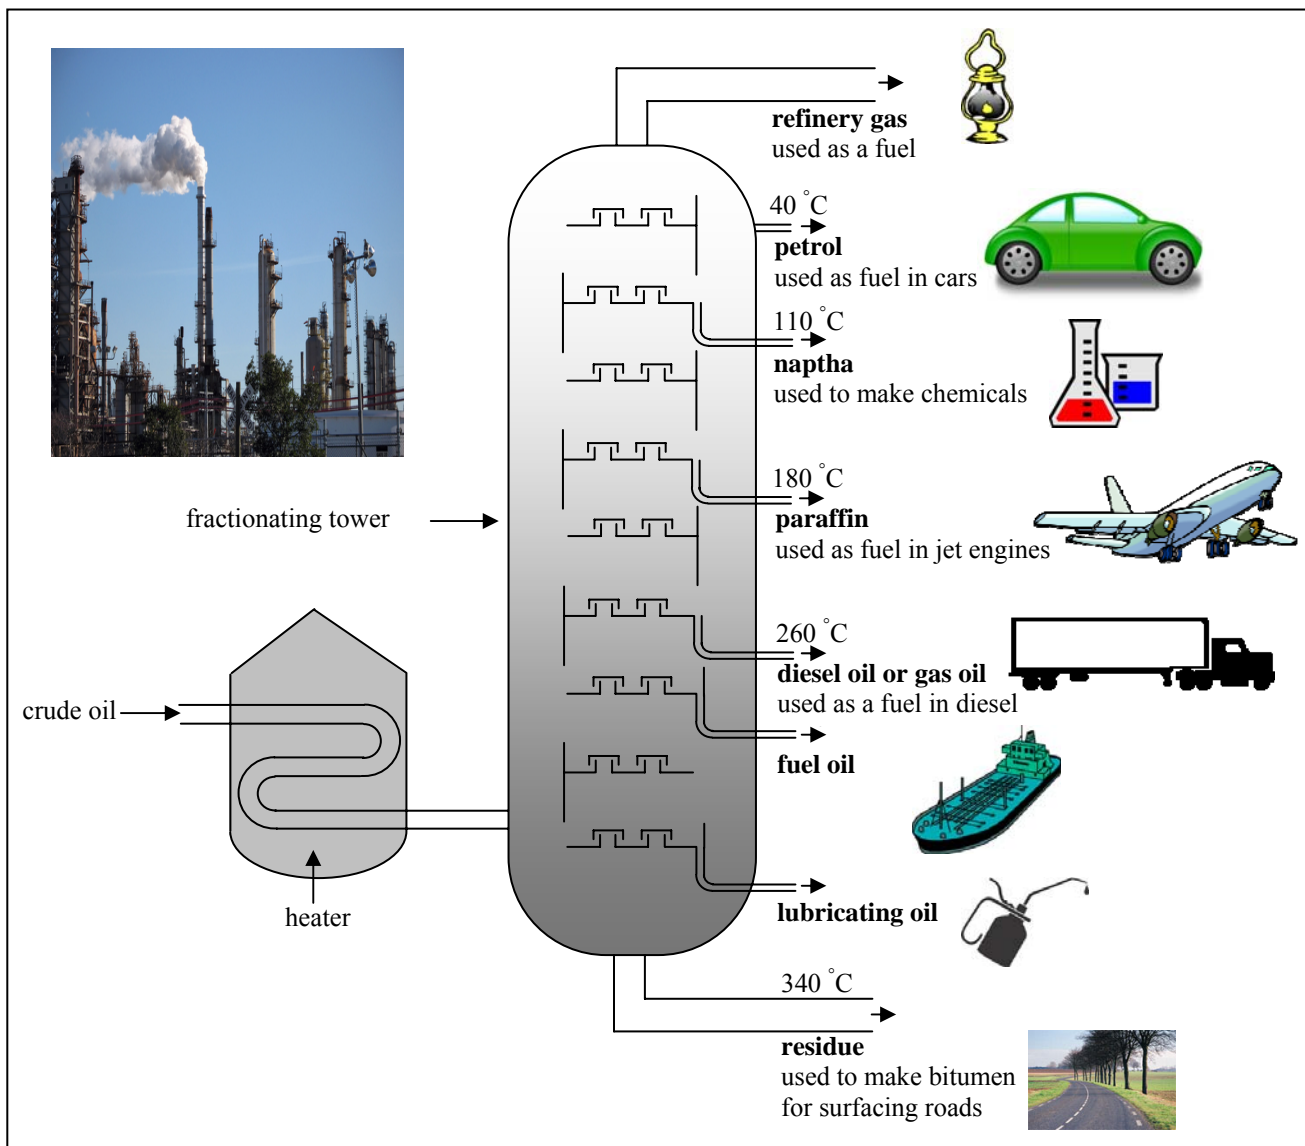 refinery gas
used as a fuel
40 °C
petrol
used as fuel in cars
110 °C
naptha
used to make chemicals
180 °C
paraffin
used as fuel in jet engines
fractionating tower
260 °C
diesel oil or gas oil
used as a fuel in diesel
crude oil
fuel oil
heater
lubricating oil
340 °C
residue
used to make bitumen
for surfacing roads